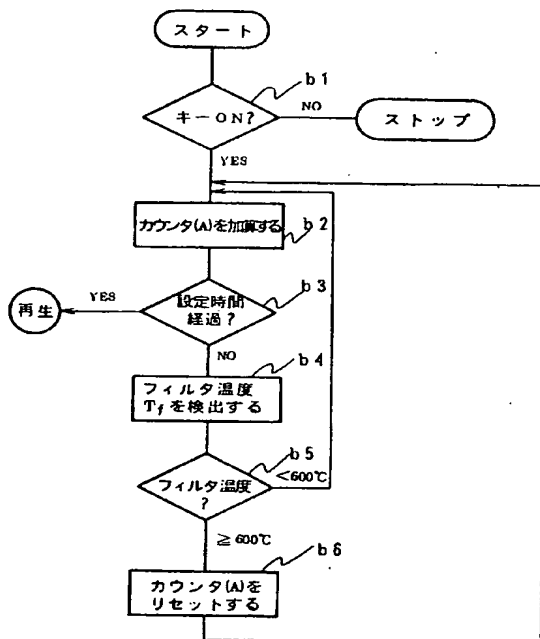 スタート
b1
キーON?
NO
ストップ
YES
カウンタ(A)を加算する
b2
b3
設定時間
経過?
YES
再生
NO
b4
フィルタ温度
Tfを検出する
b5
フィルタ温度
?
<600℃
≧600℃
b6
カウンタ(A)を
リセットする